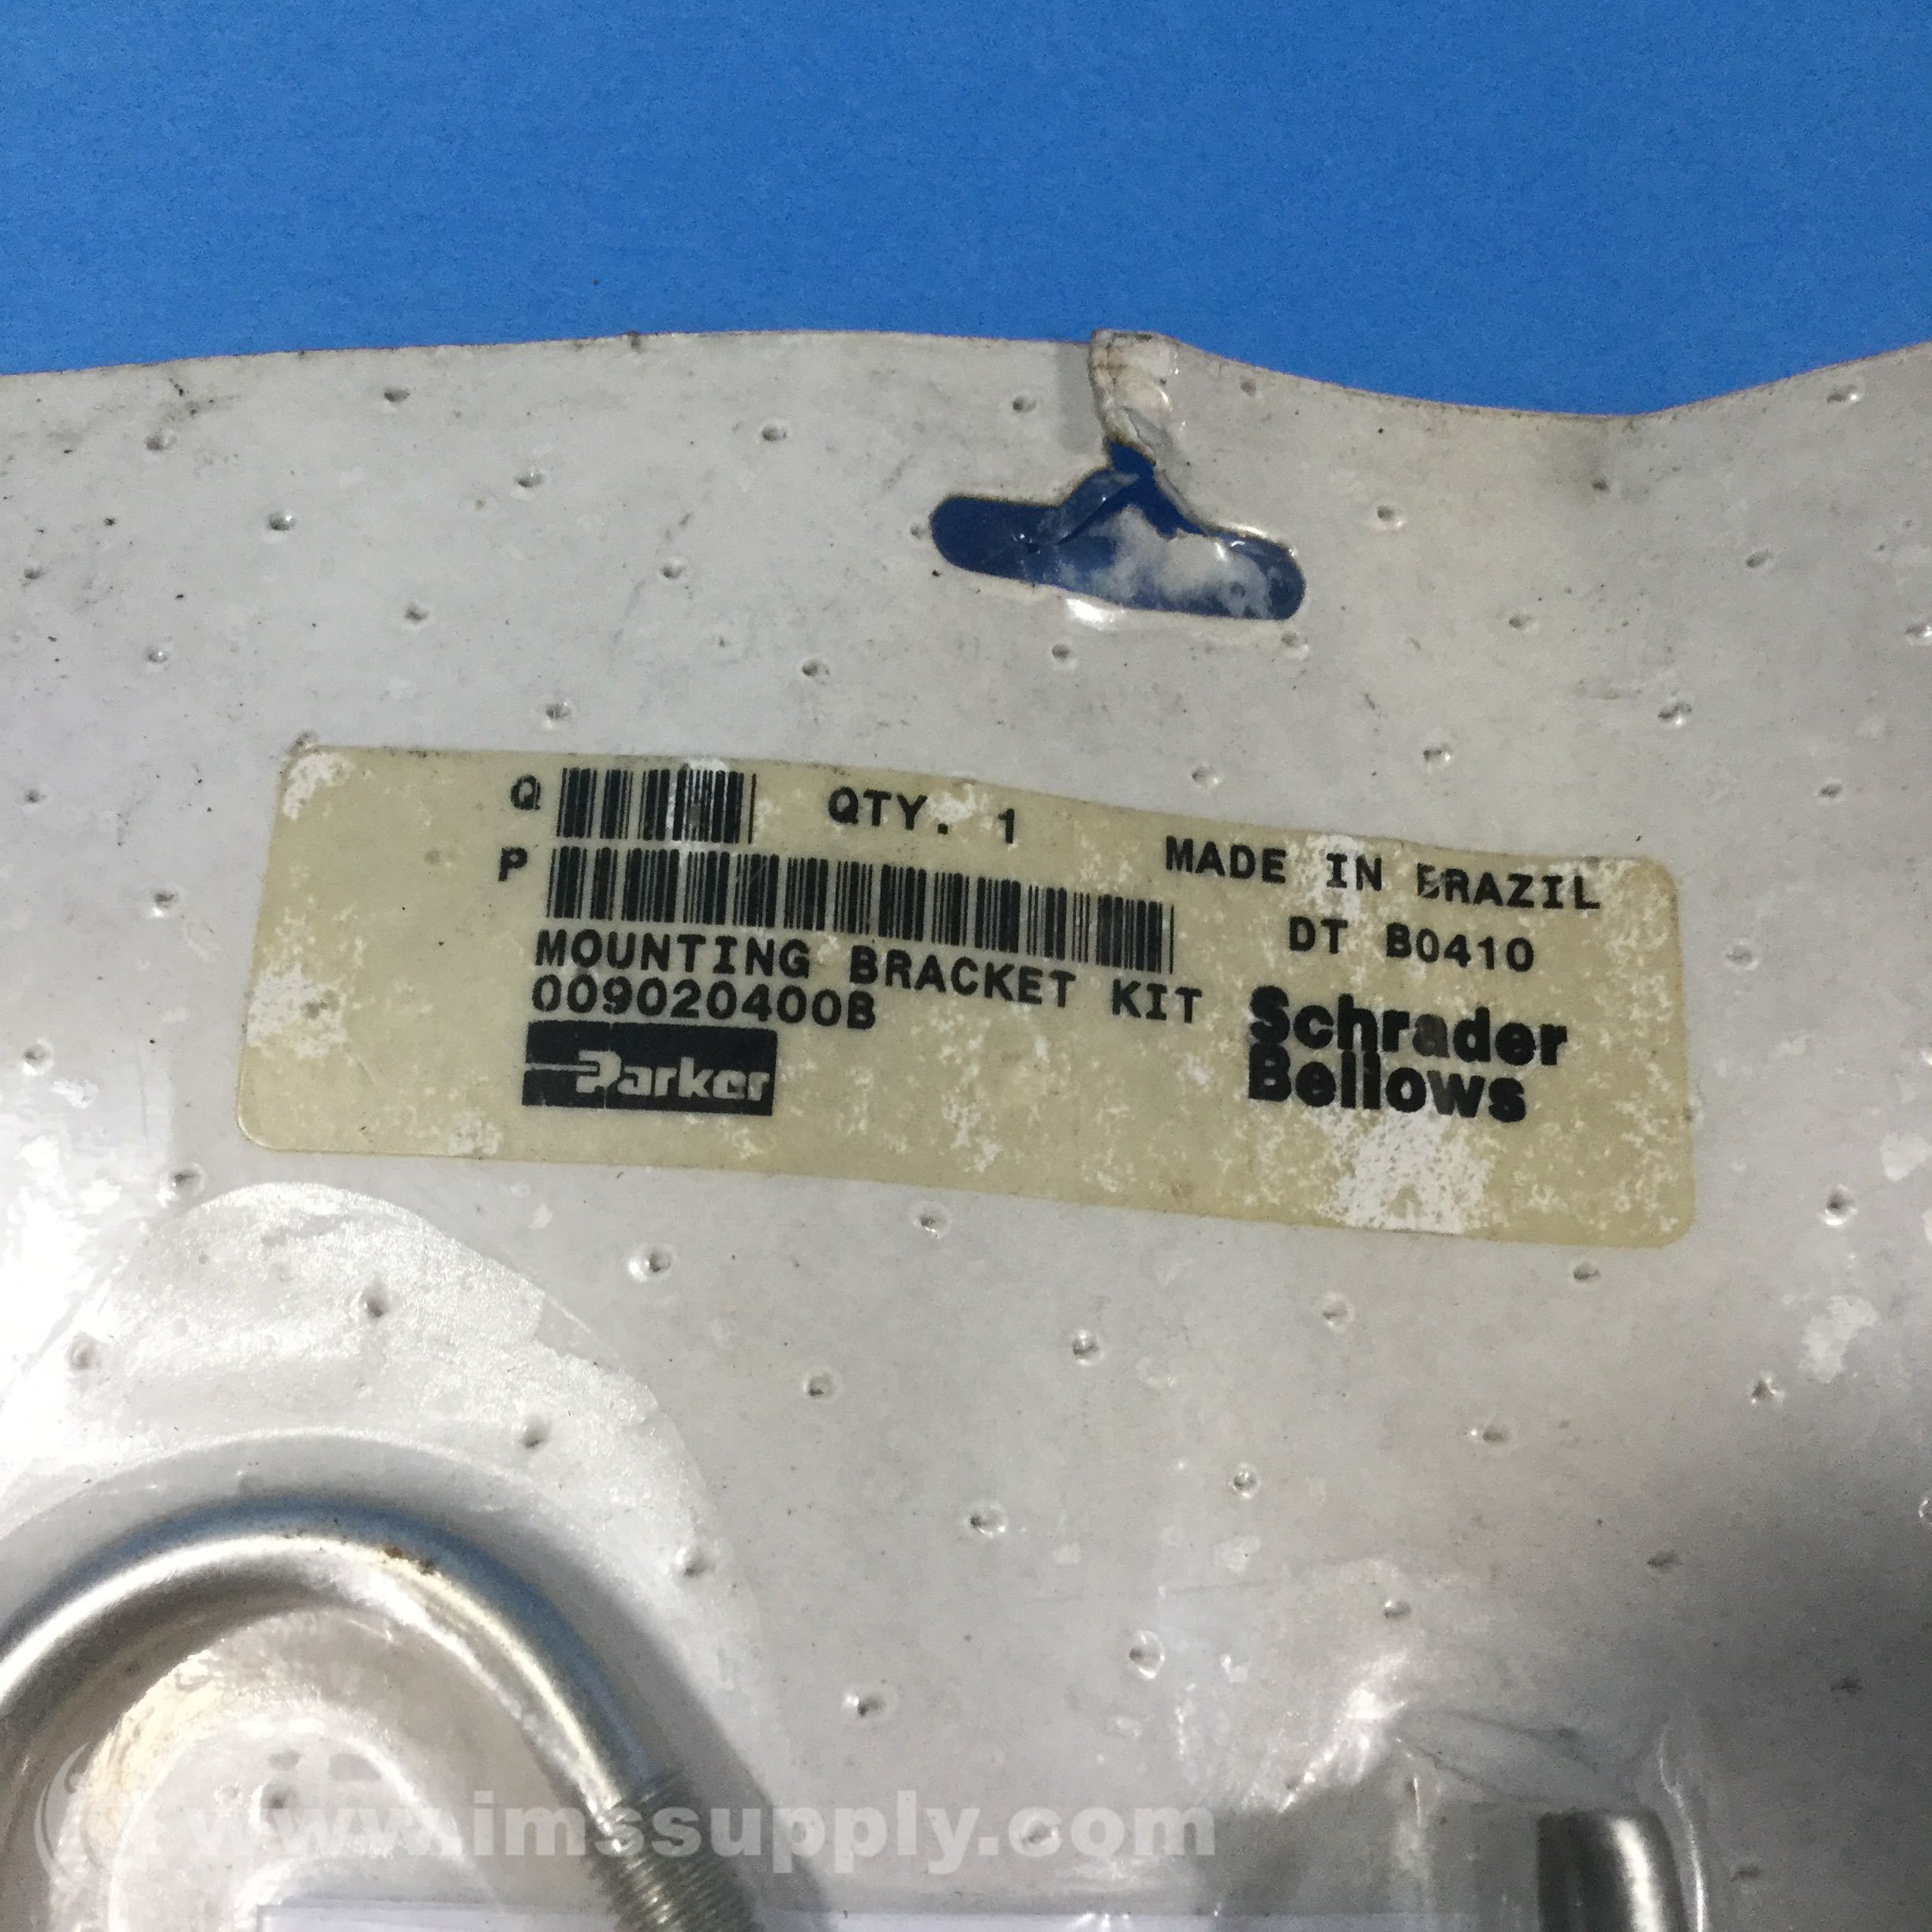 Q QTY. 1
P
MADE IN BRAZIL
DT B0410
MOUNTING BRACKET KIT
009020400B
Parker
Schrader
Bellows
www.imssupply.com